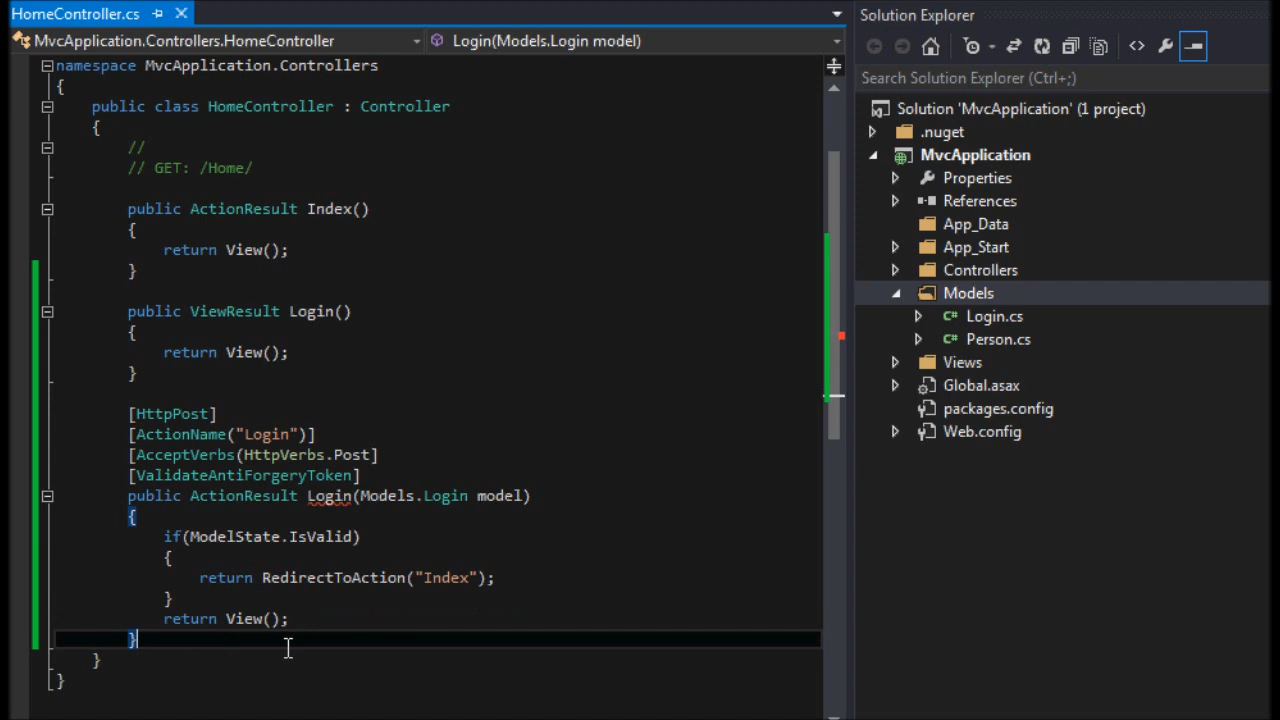 HomeController.cs
MvcApplication.Controllers.HomeController
Login(Models.Login model)
namespace MvcApplication.Controllers
{
public class HomeController : Controller
{
//
// GET: /Home/
public ActionResult Index()
{
return View();
}
public ViewResult Login()
{
return View();
}
[HttpPost]
[ActionName("Login")]
[AcceptVerbs(HttpVerbs.Post]
[ValidateAntiForgeryToken]
public ActionResult Login(Models.Login model)
{
if(ModelState.IsValid)
{
return RedirectToAction("Index");
}
return View();
}
}
}
Solution Explorer
Search Solution Explorer (Ctrl+;)
Solution 'MvcApplication' (1 project)
.nuget
MvcApplication
Properties
References
App_Data
App_Start
Controllers
Models
C# Login.cs
C# Person.cs
Views
Global.asax
packages.config
Web.config